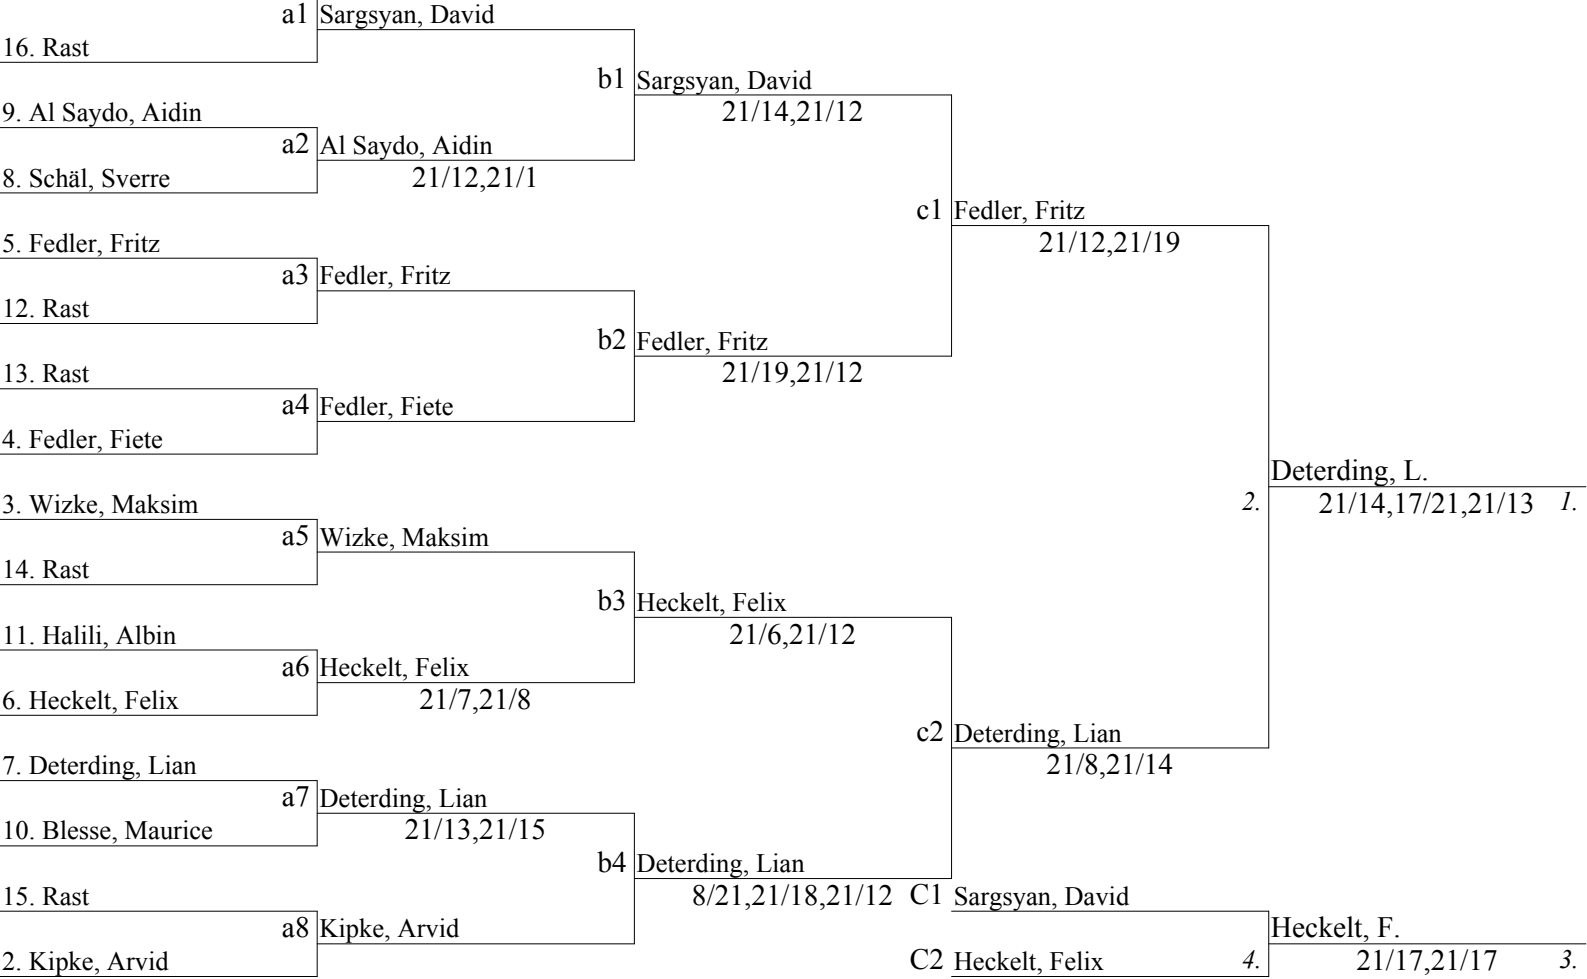 a1 Sargsyan, David
16. Rast
b1 Sargsyan, David
21/14,21/12
9. Al Saydo, Aidin
a2 Al Saydo, Aidin
21/12,21/1
8. Schäl, Sverre
c1 Fedler, Fritz
21/12,21/19
5. Fedler, Fritz
a3 Fedler, Fritz
12. Rast
b2 Fedler, Fritz
21/19,21/12
13. Rast
a4 Fedler, Fiete
4. Fedler, Fiete
Deterding, L.
2. 21/14,17/21,21/13 1.
3. Wizke, Maksim
a5 Wizke, Maksim
14. Rast
b3 Heckelt, Felix
21/6,21/12
11. Halili, Albin
a6 Heckelt, Felix
21/7,21/8
6. Heckelt, Felix
c2 Deterding, Lian
21/8,21/14
7. Deterding, Lian
a7 Deterding, Lian
21/13,21/15
10. Blesse, Maurice
b4 Deterding, Lian
8/21,21/18,21/12
15. Rast
a8 Kipke, Arvid
2. Kipke, Arvid
C1 Sargsyan, David
Heckelt, F.
C2 Heckelt, Felix 4. 21/17,21/17 3.